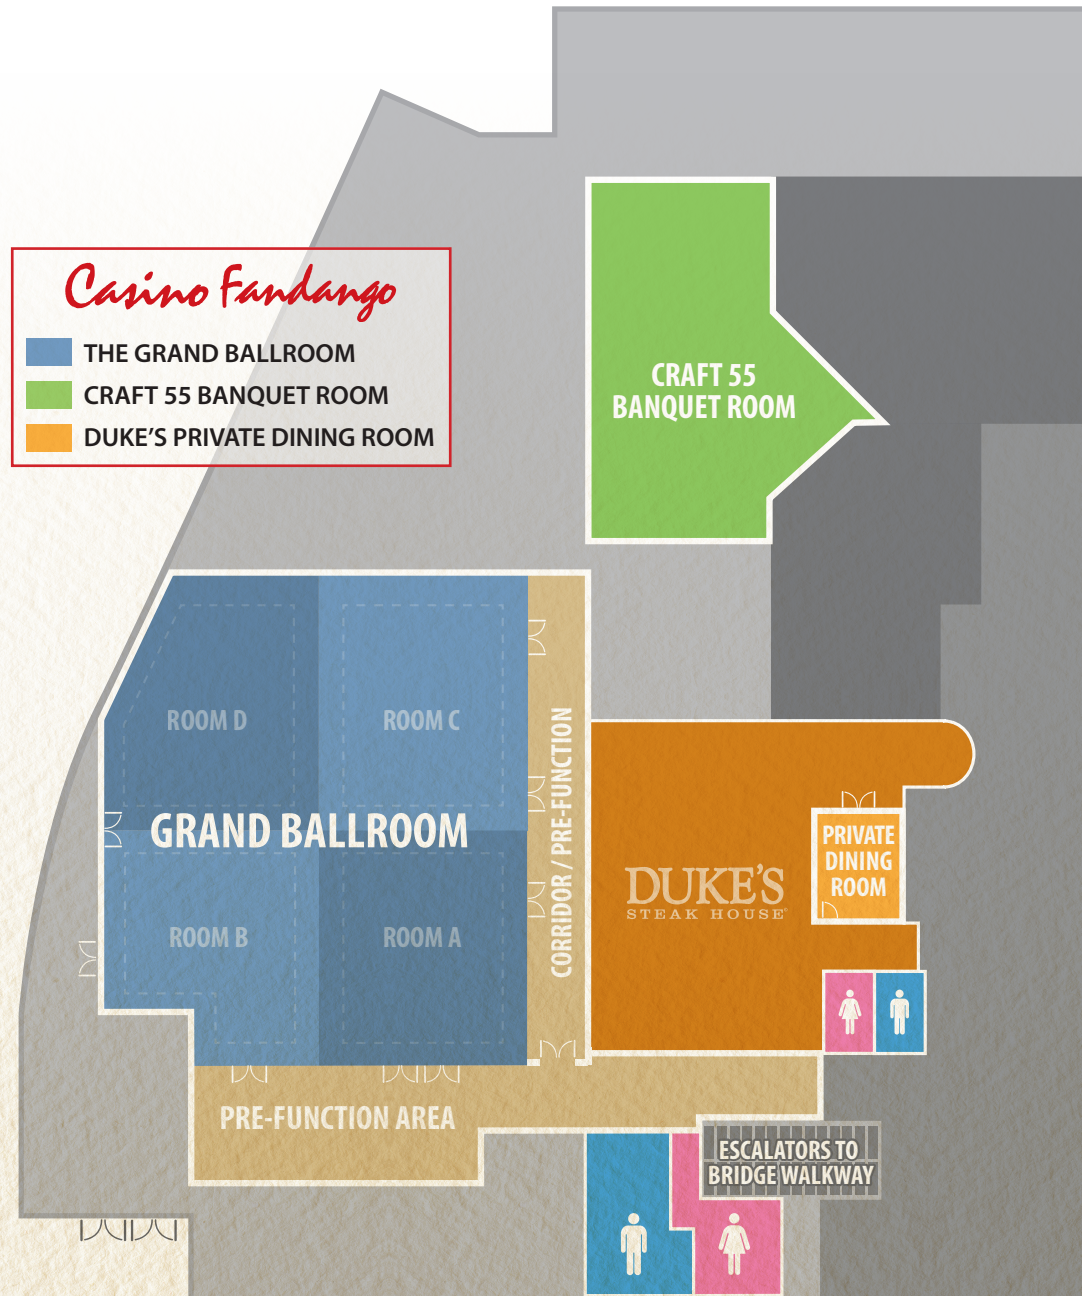 Casino Fandango
THE GRAND BALLROOM
CRAFT 55 BANQUET ROOM
DUKE'S PRIVATE DINING ROOM
CRAFT 55
BANQUET ROOM
ROOM D
ROOM C
GRAND BALLROOM
ROOM B
ROOM A
CORRIDOR / PRE-FUNCTION
DUKE'S
STEAK HOUSE®
PRIVATE
DINING
ROOM
PRE-FUNCTION AREA
ESCALATORS TO
BRIDGE WALKWAY